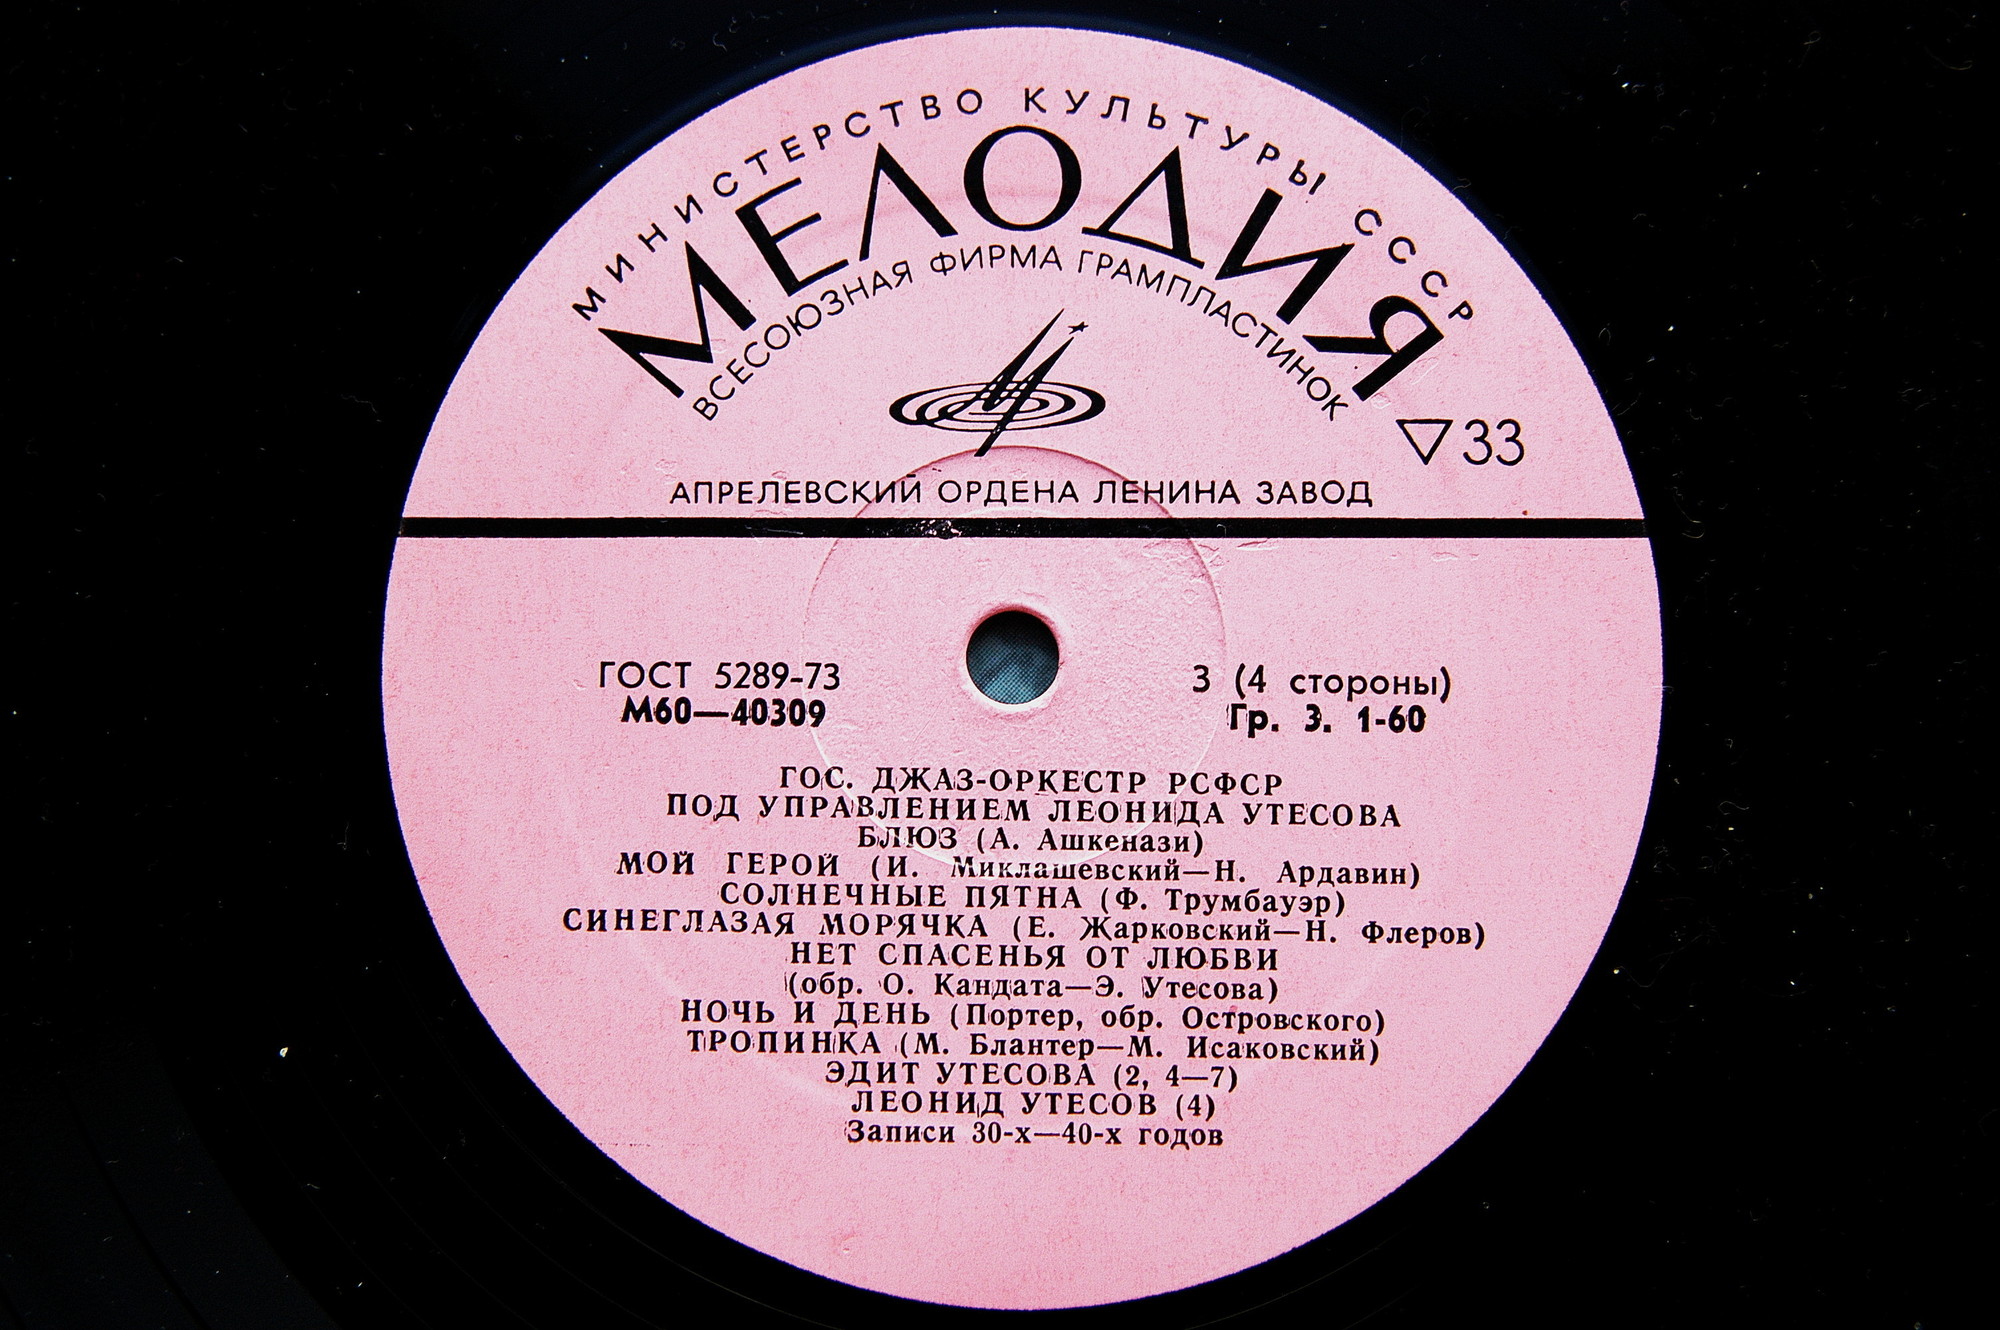 МИНИСТЕРСТВО КУЛЬТУРЫ СССР
МЕЛОДИЯ
ВСЕСОЮЗНАЯ ФИРМА ГРАМПЛАСТИНОК
▽33
АПРЕЛЕВСКИЙ ОРДЕНА ЛЕНИНА ЗАВОД
ГОСТ 5289-73
М60—40309
3 (4 стороны)
Гр. 3. 1-60
ГОС. ДЖАЗ-ОРКЕСТР РСФСР
ПОД УПРАВЛЕНИЕМ ЛЕОНИДА УТЕСОВА
БЛЮЗ (А. Ашкенази)
МОЙ ГЕРОЙ (И. Миклашевский—Н. Ардавин)
СОЛНЕЧНЫЕ ПЯТНА (Ф. Трумбауэр)
СИНЕГЛАЗАЯ МОРЯЧКА (Е. Жарковский—Н. Флеров)
НЕТ СПАСЕНЬЯ ОТ ЛЮБВИ
(обр. О. Кандата—Э. Утесова)
НОЧЬ И ДЕНЬ (Портер, обр. Островского)
ТРОПИНКА (М. Блантер—М. Исаковский)
ЭДИТ УТЕСОВА (2, 4—7)
ЛЕОНИД УТЕСОВ (4)
Записи 30-х—40-х годов